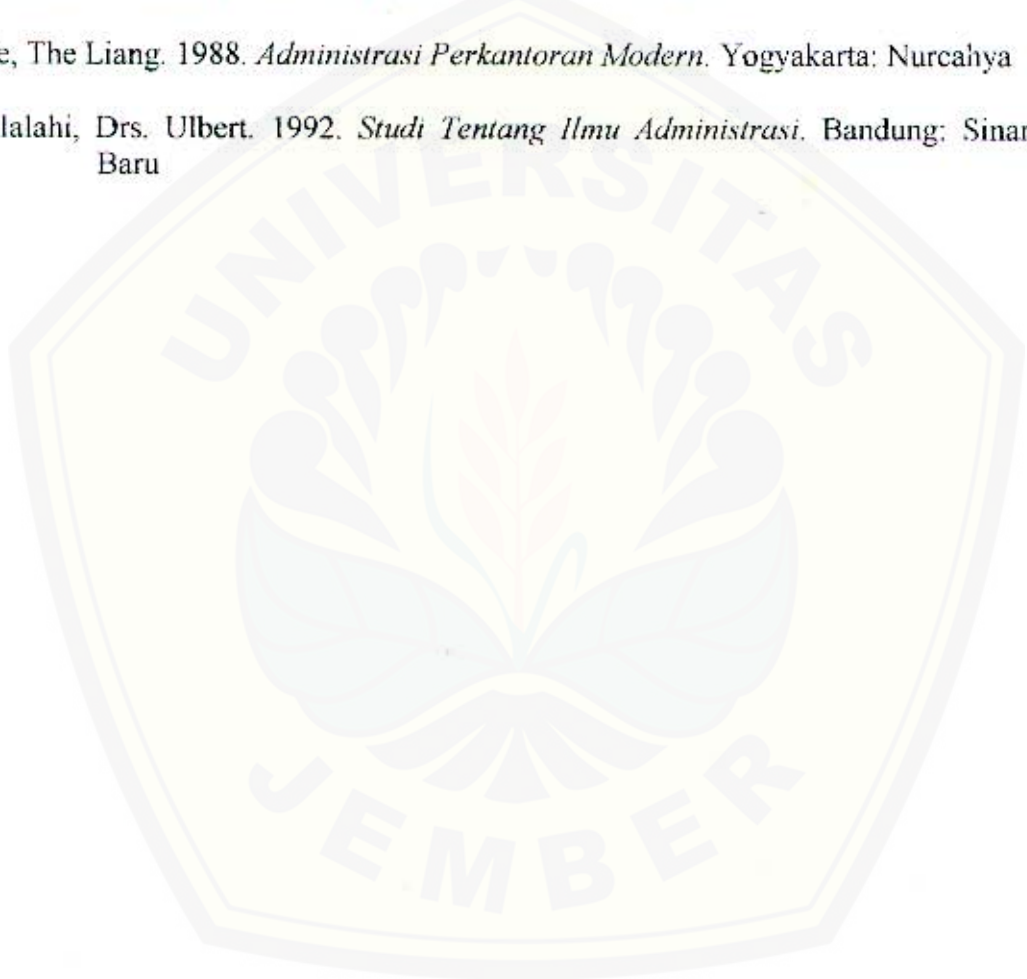 e, The Liang. 1988. Administrasi Perkantoran Modern. Yogyakarta: Nurcahya
lalahi, Drs. Ulbert. 1992. Studi Tentang Ilmu Administrasi. Bandung: Sinar
Baru
UNIVERSITAS
JEMBER